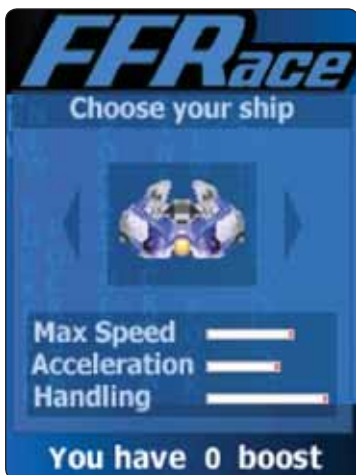 FFRace
Choose your ship
Max Speed
Acceleration
Handling
You have 0 boost